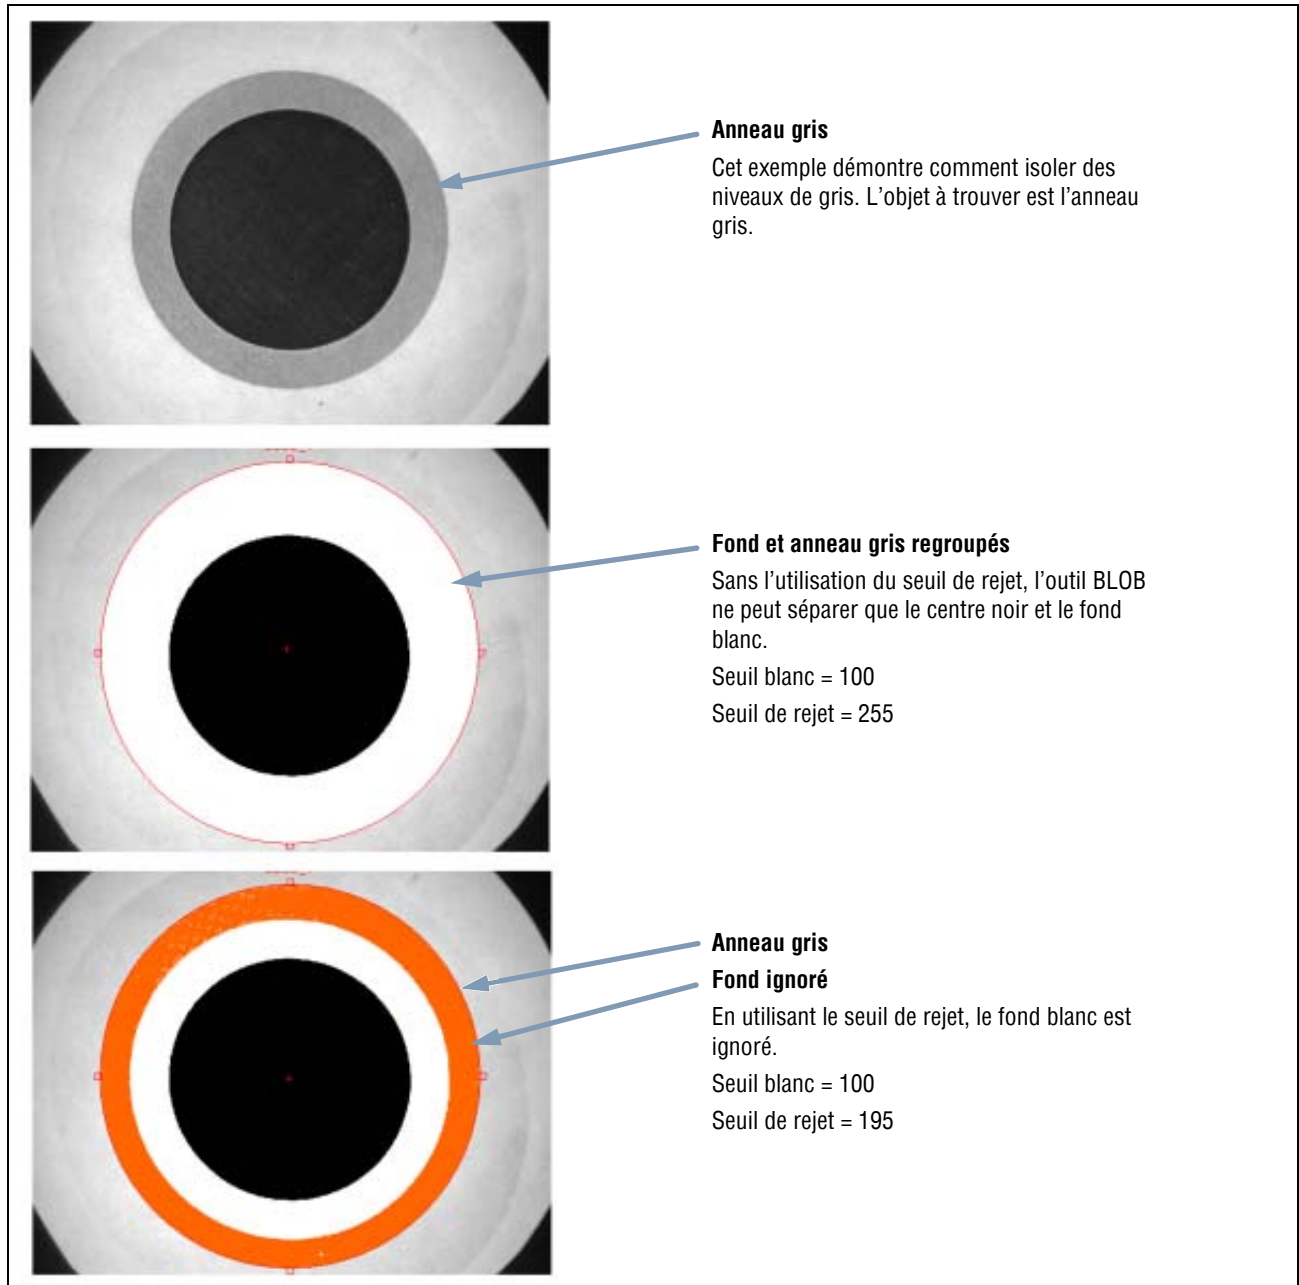 Anneau gris
Cet exemple démontre comment isoler des
niveaux de gris. L’objet à trouver est l’anneau
gris.
Fond et anneau gris regroupés
Sans l’utilisation du seuil de rejet, l’outil BLOB
ne peut séparer que le centre noir et le fond
blanc.
Seuil blanc = 100
Seuil de rejet = 255
Anneau gris
Fond ignoré
En utilisant le seuil de rejet, le fond blanc est
ignoré.
Seuil blanc = 100
Seuil de rejet = 195